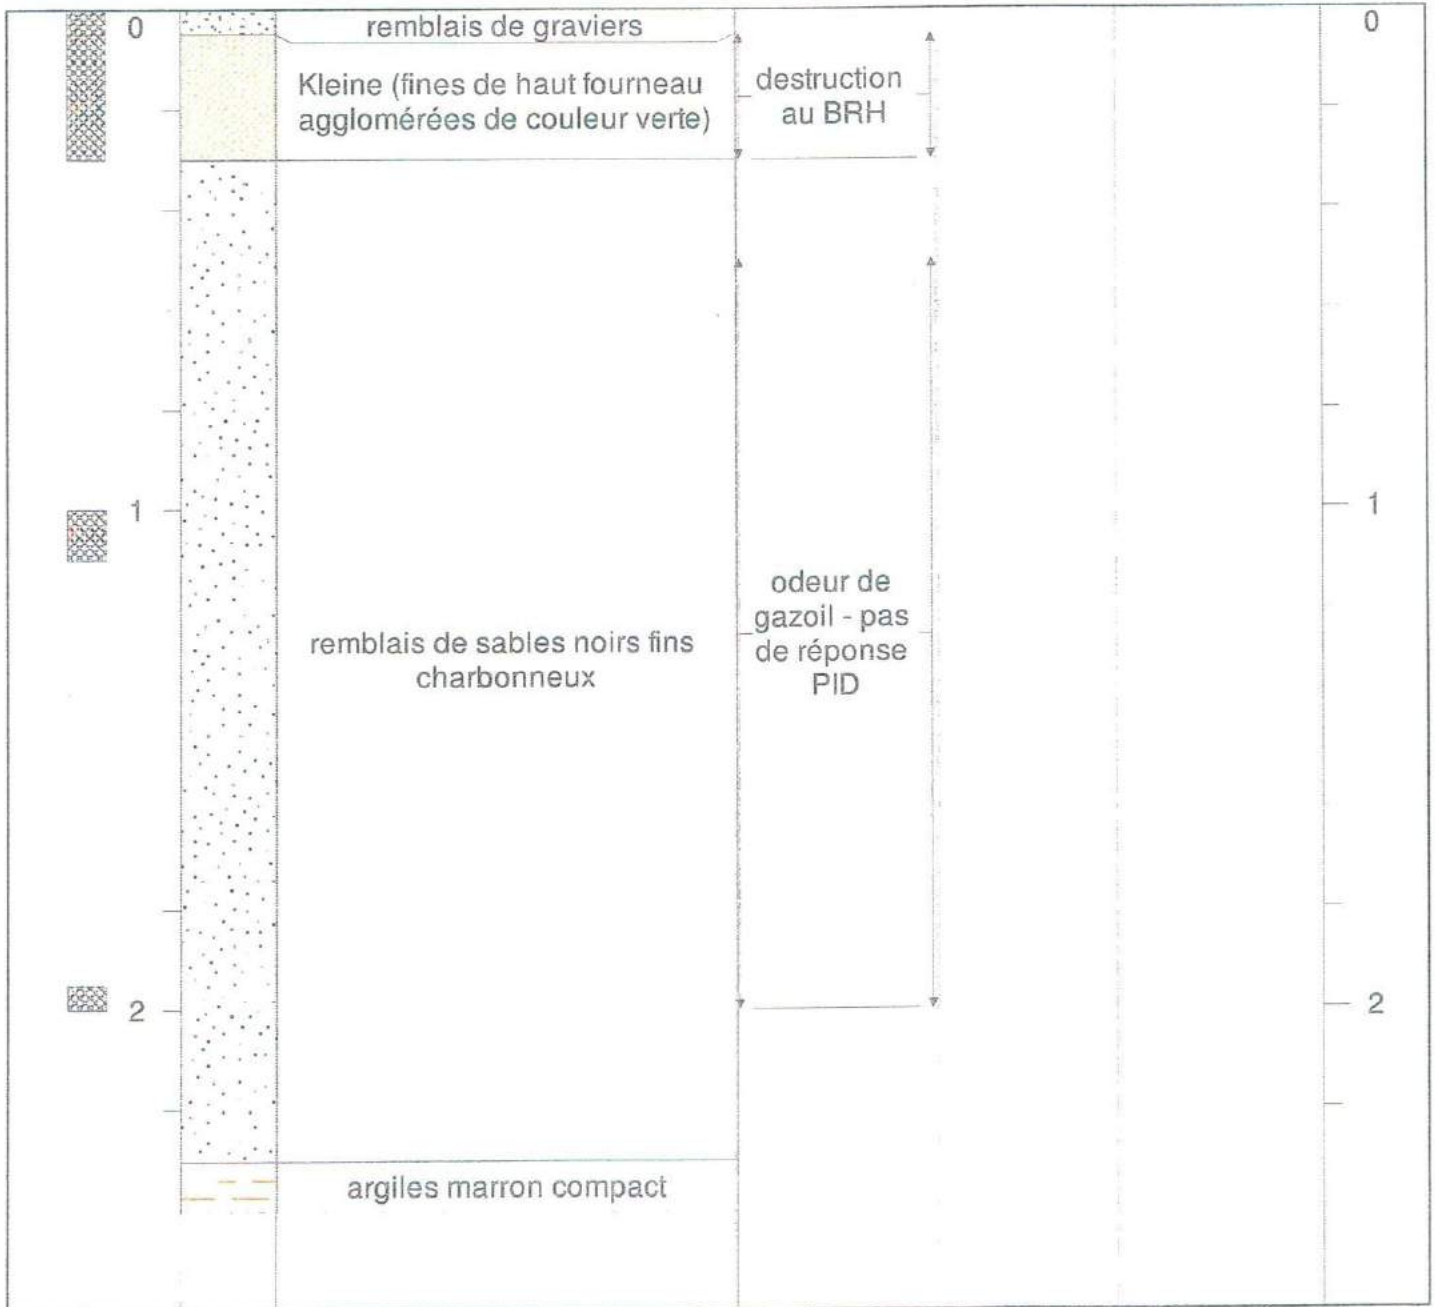 0
remblais de graviers
0
Kleine (fines de haut fourneau
agglomérées de couleur verte)
destruction
au BRH
1
1
odeur de
gazoil - pas
de réponse
PID
remblais de sables noirs fins
charbonneux
2
2
argiles marron compact